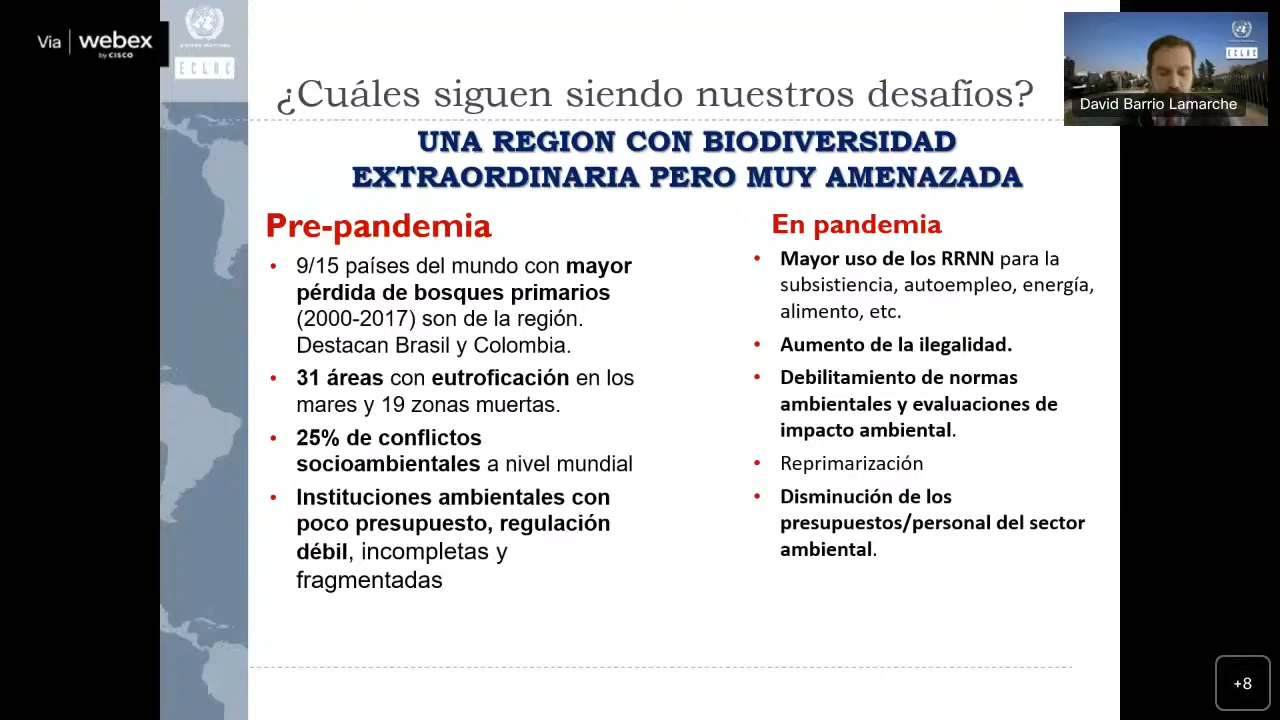 Via webex
by CISCO
UNITED NATIONS
ECLAC
¿Cuáles siguen siendo nuestros desafíos?
UNA REGION CON BIODIVERSIDAD
EXTRAORDINARIA PERO MUY AMENAZADA
Pre-pandemia
• 9/15 países del mundo con mayor
pérdida de bosques primarios
(2000-2017) son de la región.
Destacan Brasil y Colombia.
• 31 áreas con eutroficación en los
mares y 19 zonas muertas.
• 25% de conflictos
socioambientales a nivel mundial
• Instituciones ambientales con
poco presupuesto, regulación
débil, incompletas y
fragmentadas
En pandemia
• Mayor uso de los RRNN para la
subsistiencia, autoempleo, energía,
alimento, etc.
• Aumento de la ilegalidad.
• Debilitamiento de normas
ambientales y evaluaciones de
impacto ambiental.
• Reprimarización
• Disminución de los
presupuestos/personal del sector
ambiental.
ECLAC
David Barrio Lamarche
+8